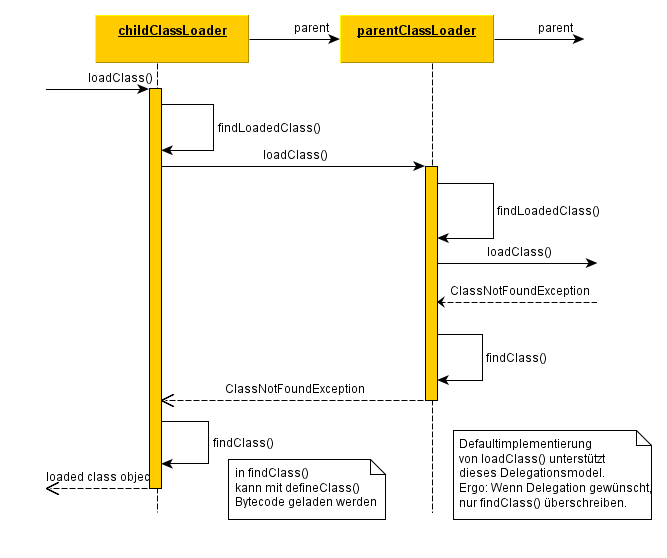 childClassLoader
parent
parentClassLoader
parent
loadClass()
findLoadedClass()
loadClass()
findLoadedClass()
loadClass()
ClassNotFoundException
findClass()
ClassNotFoundException
findClass()
loaded class objec
in findClass()
kann mit defineClass()
Bytecode geladen werden
Defaultimplementierung
von loadClass() unterstützt
dieses Delegationsmodel.
Ergo: Wenn Delegation gewünscht,
nur findClass() überschreiben.